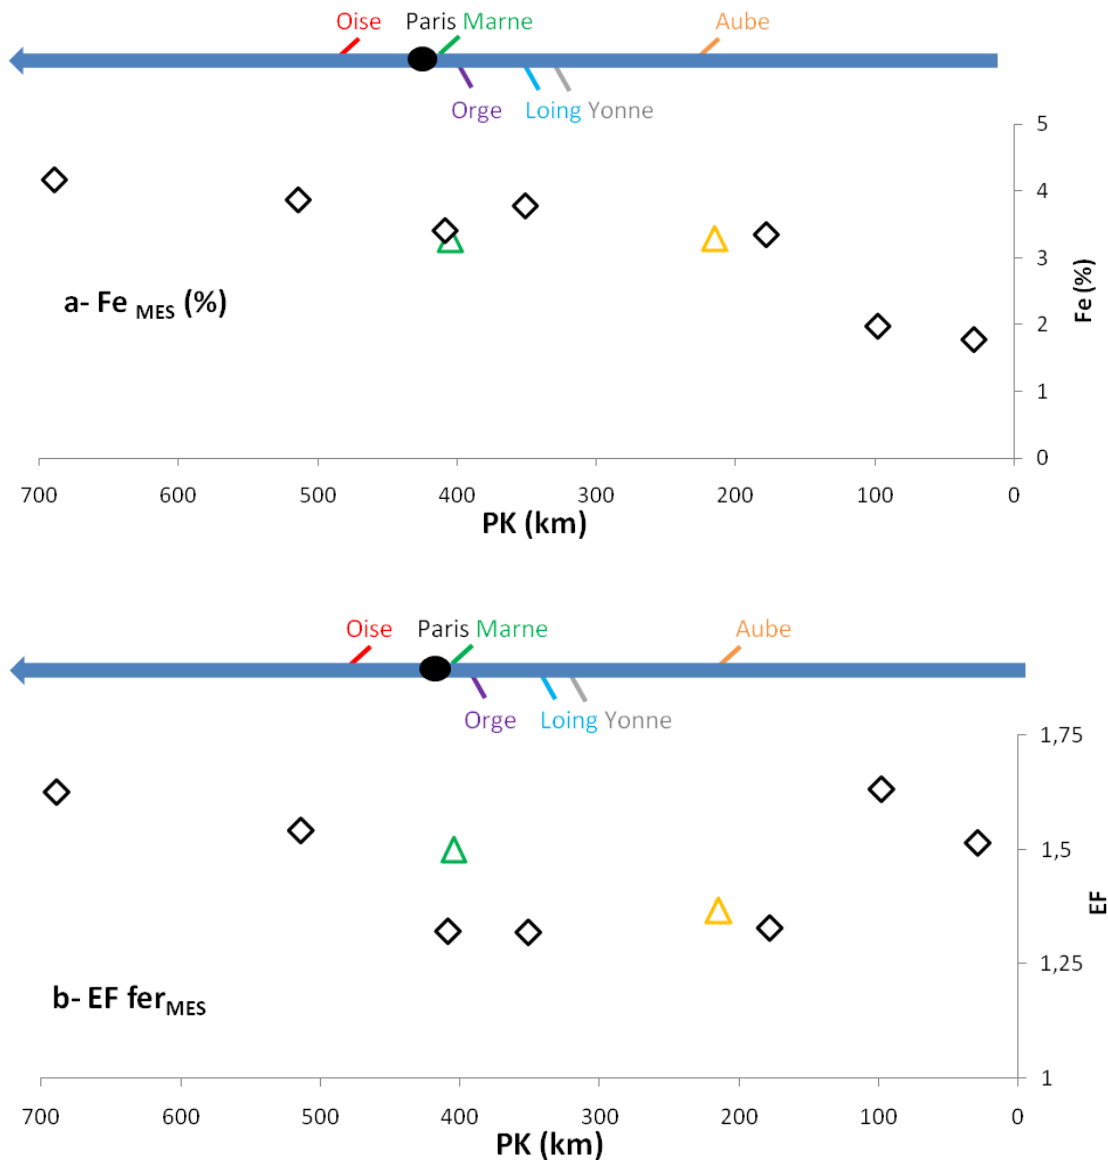 Oise Paris Marne Aube
Orge Loing Yonne
5
4
3
2
1
0
Fe (%)
a- Fe MES (%)
700 600 500 400 300 200 100 0
PK (km)
Oise Paris Marne Aube
Orge Loing Yonne
1,75
1,5
1,25
1
EF
b- EF ferMES
700 600 500 400 300 200 100 0
PK (km)